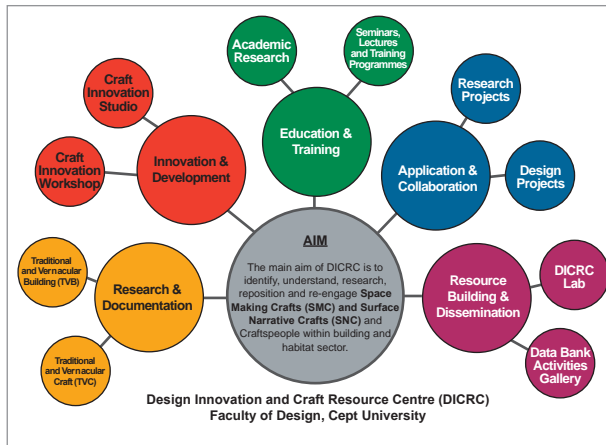 Academic
Research
Seminars,
Lectures
and Training
Programmes
Education &
Training
Craft
Innovation
Studio
Craft
Innovation
Workshop
Innovation &
Development
Research
Projects
Design
Projects
Application &
Collaboration
Traditional
and Vernacular
Building (TVB)
Traditional
and Vernacular
Craft (TVC)
Research &
Documentation
AIM
The main aim of DICRC is to
identify, understand, research,
reposition and re-engage Space
Making Crafts (SMC) and Surface
Narrative Crafts (SNC) and
Craftspeople within building and
habitat sector.
Resource
Building &
Dissemination
DICRC
Lab
Data Bank
Activities
Gallery
Design Innovation and Craft Resource Centre (DICRC)
Faculty of Design, Cept University